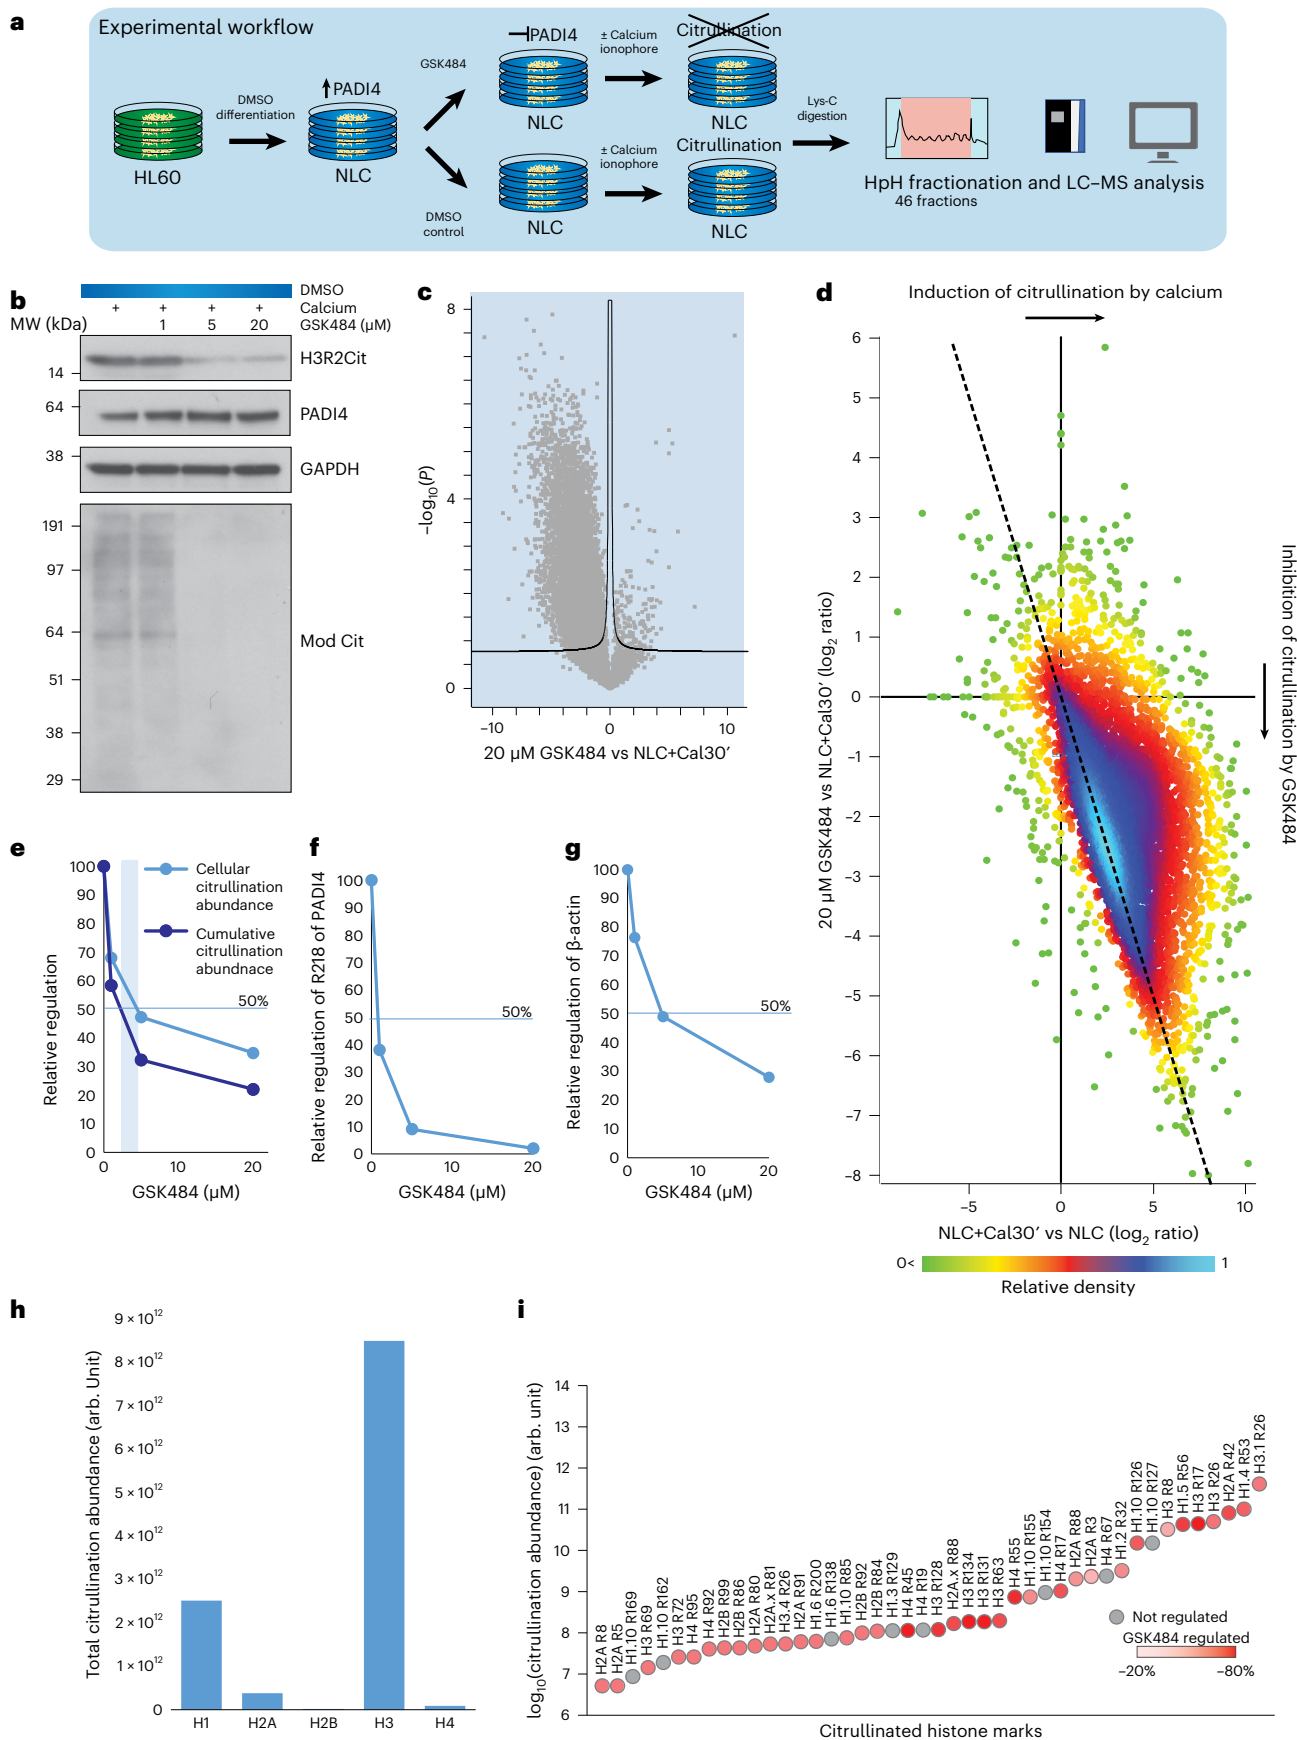 a
Experimental workflow
HL60
DMSO
differentiation
PADI4
NLC
GSK484
DMSO
control
PADI4
NLC
± Calcium
ionophore
Citrullination
NLC
NLC
± Calcium
ionophore
Citrullination
NLC
Lys-C
digestion
HpH fractionation and LC–MS analysis
46 fractions
b
DMSO
+ + + + Calcium
MW (kDa) 1 5 20 GSK484 (µM)
14
H3R2Cit
64
PADI4
38
GAPDH
191
97
64
51
38
29
Mod Cit
c
8
4
0
–log10(P)
–10 0 10
20 µM GSK484 vs NLC+Cal30′
d
Induction of citrullination by calcium
Inhibition of citrullination by GSK484
6
5
4
3
2
1
0
–1
–2
–3
–4
–5
–6
–7
–8
20 µM GSK484 vs NLC+Cal30′ (log2 ratio)
–5 0 5 10
NLC+Cal30′ vs NLC (log2 ratio)
0< 1
Relative density
e
100
90
80
70
60
50
40
30
20
10
0
Relative regulation
Cellular
citrullination
abundance
Cumulative
citrullination
abundnace
50%
0 10 20
GSK484 (µM)
f
100
90
80
70
60
50
40
30
20
10
0
Relative regulation of R218 of PADI4
50%
0 10 20
GSK484 (µM)
g
100
90
80
70
60
50
40
30
20
10
0
Relative regulation of β-actin
50%
0 10 20
GSK484 (µM)
h
9 × 10¹²
8 × 10¹²
7 × 10¹²
6 × 10¹²
5 × 10¹²
4 × 10¹²
3 × 10¹²
2 × 10¹²
1 × 10¹²
0
Total citrullination abundance (arb. Unit)
H1 H2A H2B H3 H4
i
14
13
12
11
10
9
8
7
6
log10(citrullination abundance) (arb. unit)
H2A R8
H2A R5
H1.10 R169
H3 R69
H1.10 R162
H3 R72
H4 R95
H4 R92
H2B R99
H2B R86
H2A R80
H2A.x R81
H3.4 R26
H2A R91
H1.6 R200
H1.6 R138
H1.10 R85
H2B R92
H2B R84
H1.3 R129
H4 R45
H4 R19
H3 R128
H2A.x R88
H3 R134
H3 R131
H3 R63
H4 R55
H1.10 R155
H1.10 R154
H4 R17
H2A R88
H2A R3
H4 R67
H1.2 R32
H1.10 R126
H1.10 R127
H3 R8
H1.5 R56
H3 R17
H3 R26
H2A R42
H1.4 R53
H3.1 R26
Not regulated
GSK484 regulated
–20% –80%
Citrullinated histone marks